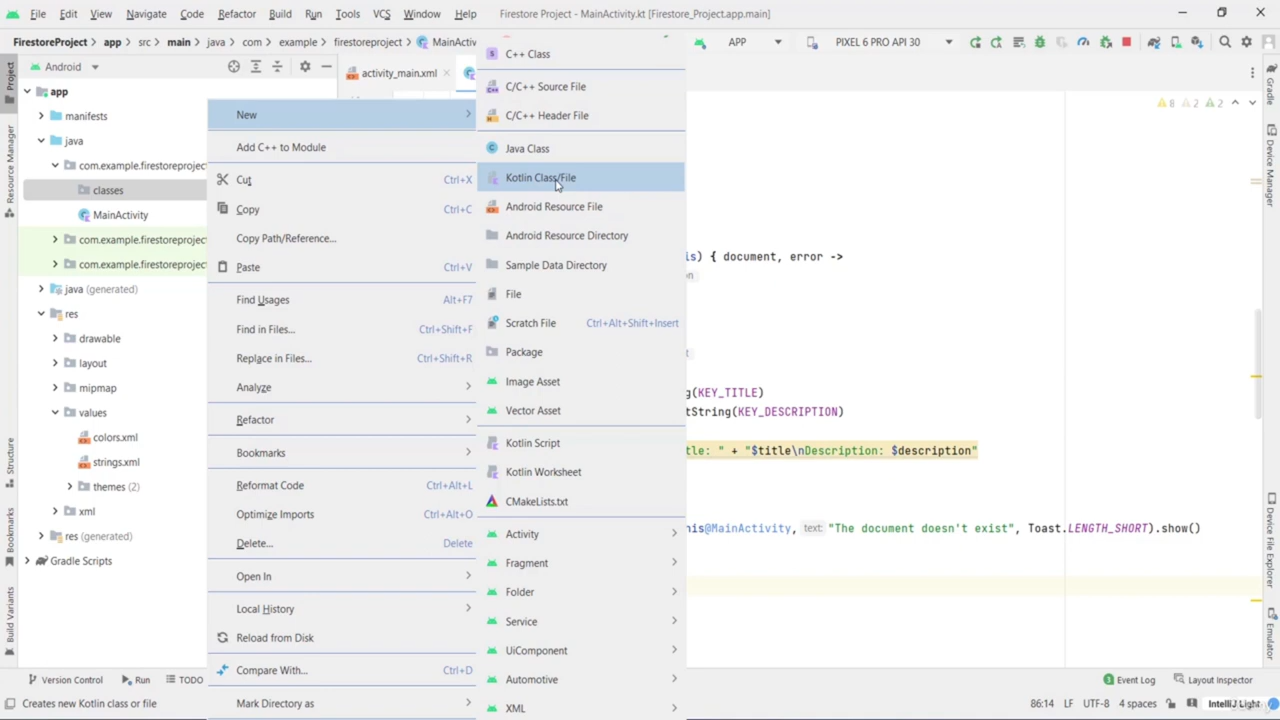 File Edit View Navigate Code Refactor Build Run Tools VCS Window Help Firestore Project - MainActivity.kt [Firestore_Project.app.main]
FirestoreProject app src main java com example firestoreproject MainActiv APP PIXEL 6 PRO API 30
Android activity_main.xml
Project
Resource Manager
Structure
Bookmarks
Build Variants
app
manifests
java
com.example.firestoreproject
classes
MainActivity
com.example.firestoreproject
com.example.firestoreproject
java (generated)
res
drawable
layout
mipmap
values
colors.xml
strings.xml
themes (2)
xml
res (generated)
Gradle Scripts
New
Add C++ to Module
Cut Ctrl+X
Copy Ctrl+C
Copy Path/Reference...
Paste Ctrl+V
Find Usages Alt+F7
Find in Files... Ctrl+Shift+F
Replace in Files... Ctrl+Shift+R
Analyze
Refactor
Bookmarks
Reformat Code Ctrl+Alt+L
Optimize Imports Ctrl+Alt+O
Delete... Delete
Open In
Local History
Reload from Disk
Compare With... Ctrl+D
Mark Directory as
C++ Class
C/C++ Source File
C/C++ Header File
Java Class
Kotlin Class/File
Android Resource File
Android Resource Directory
Sample Data Directory
File
Scratch File Ctrl+Alt+Shift+Insert
Package
Image Asset
Vector Asset
Kotlin Script
Kotlin Worksheet
CMakeLists.txt
Activity
Fragment
Folder
Service
UiComponent
Automotive
XML
8 2 2
is) { document, error ->
on
t
g(KEY_TITLE)
tString(KEY_DESCRIPTION)
tle: " + "$title\nDescription: $description"
is@MainActivity, text: "The document doesn't exist", Toast.LENGTH_SHORT).show()
Gradle
Device Manager
Device File Explorer
Emulator
Version Control Run TODO Event Log Layout Inspector
Creates new Kotlin class or file 86:14 LF UTF-8 4 spaces IntelliJ Light